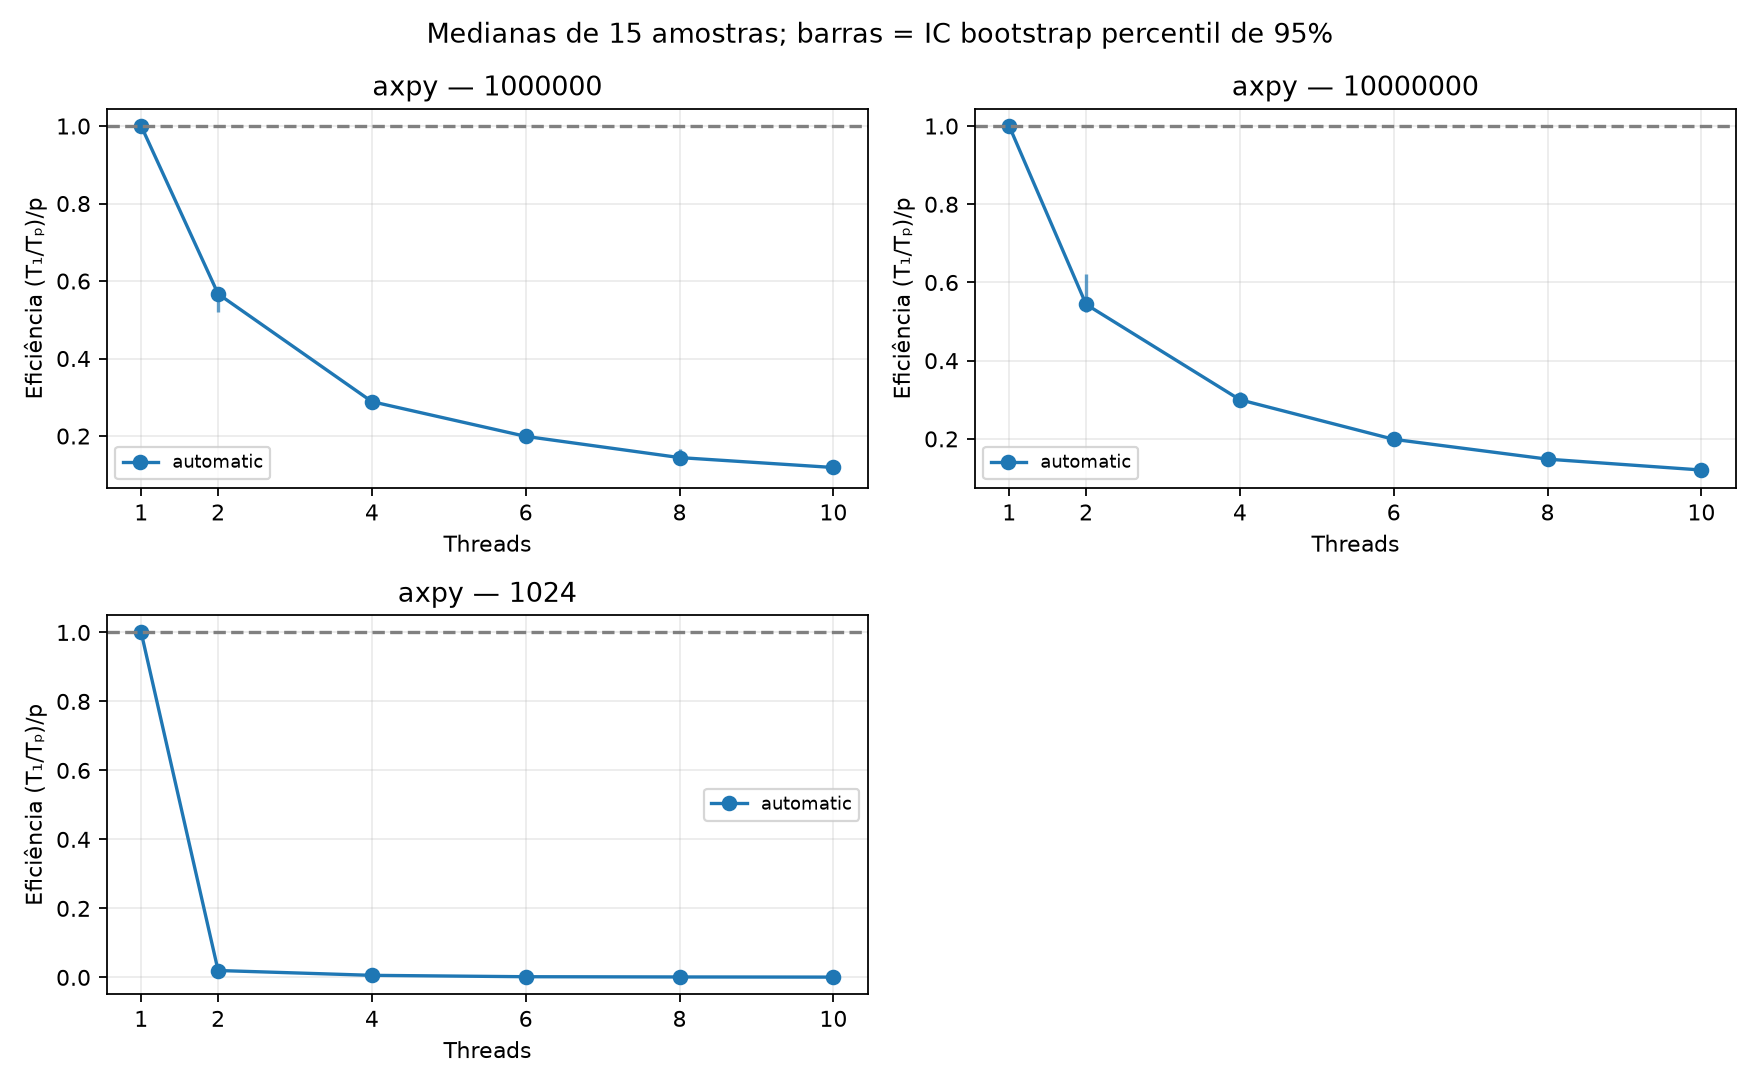 Medianas de 15 amostras; barras = IC bootstrap percentil de 95%
axpy — 1000000
Eficiência (T₁/Tₚ)/p
1.0
0.8
0.6
0.4
0.2
automatic
1 2 4 6 8 10
Threads
axpy — 10000000
Eficiência (T₁/Tₚ)/p
1.0
0.8
0.6
0.4
0.2
automatic
1 2 4 6 8 10
Threads
axpy — 1024
Eficiência (T₁/Tₚ)/p
1.0
0.8
0.6
0.4
0.2
0.0
automatic
1 2 4 6 8 10
Threads